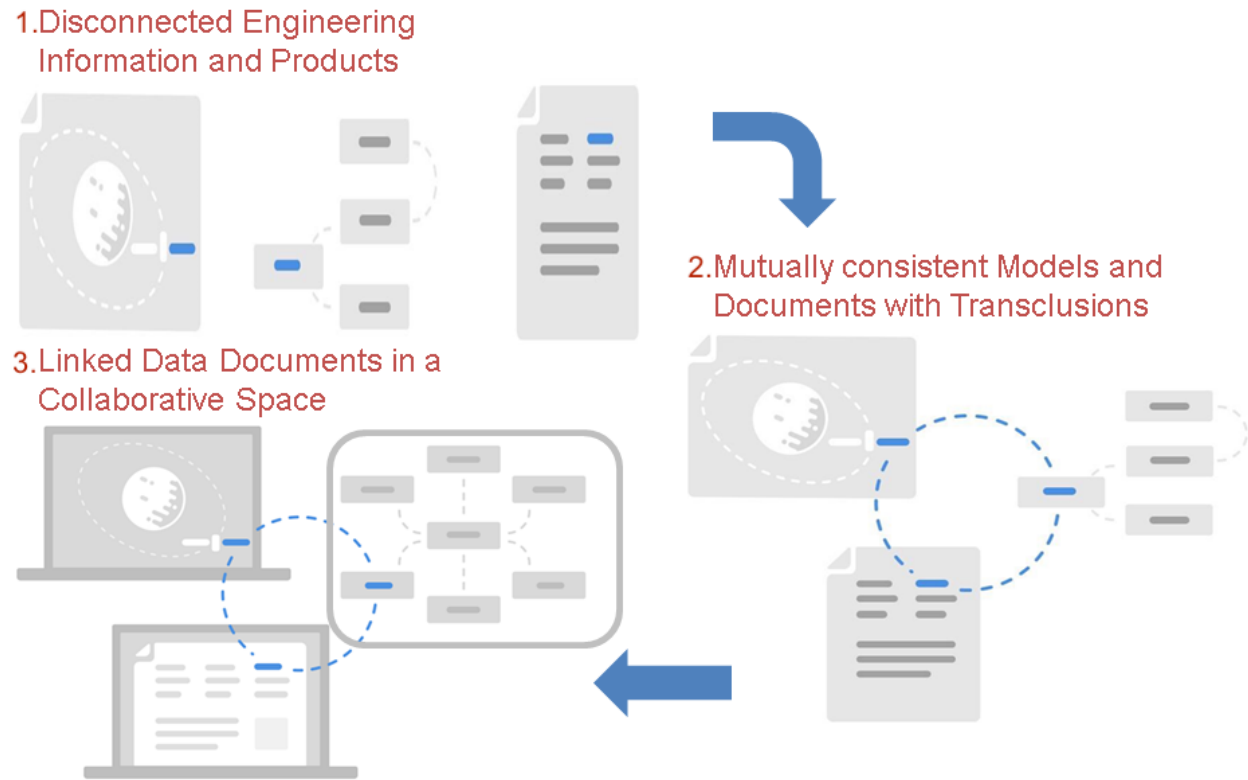 1.Disconnected Engineering
Information and Products
2.Mutually consistent Models and
Documents with Transclusions
3.Linked Data Documents in a
Collaborative Space